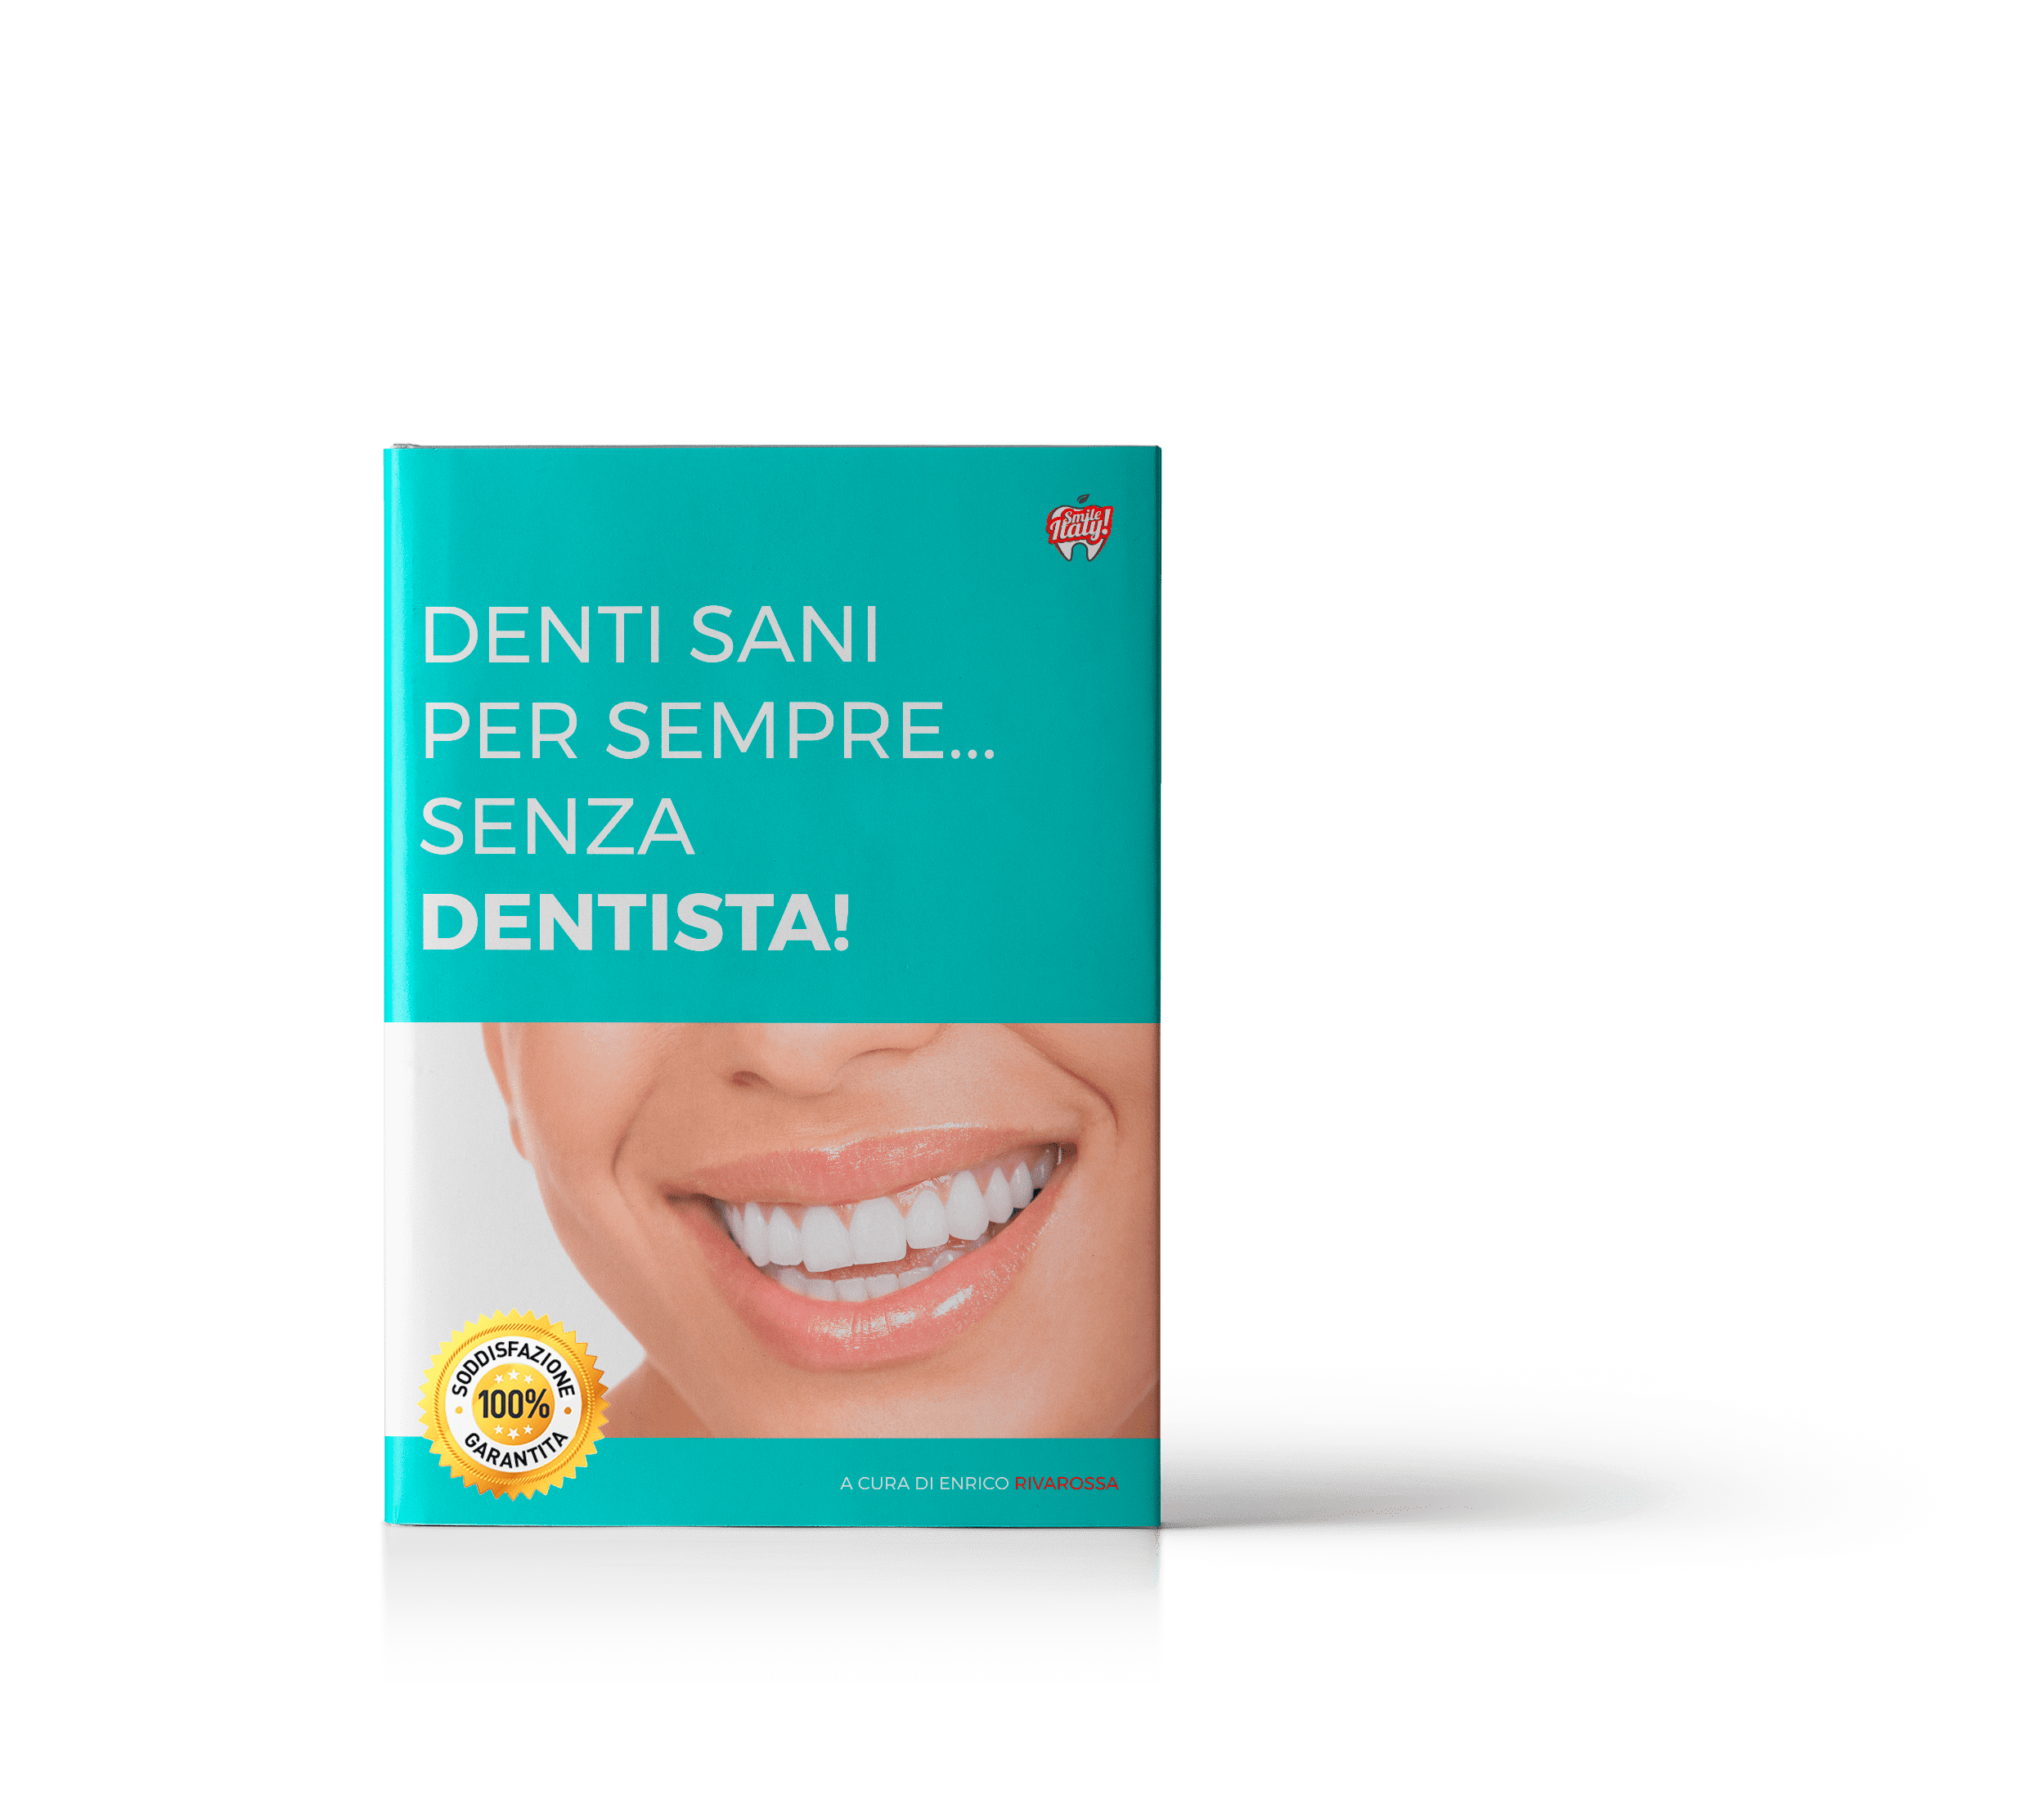 Smile
Italy!
DENTI SANI
PER SEMPRE...
SENZA
DENTISTA!
SODDISFAZIONE
100%
GARANTITA
A CURA DI ENRICO RIVAROSSA